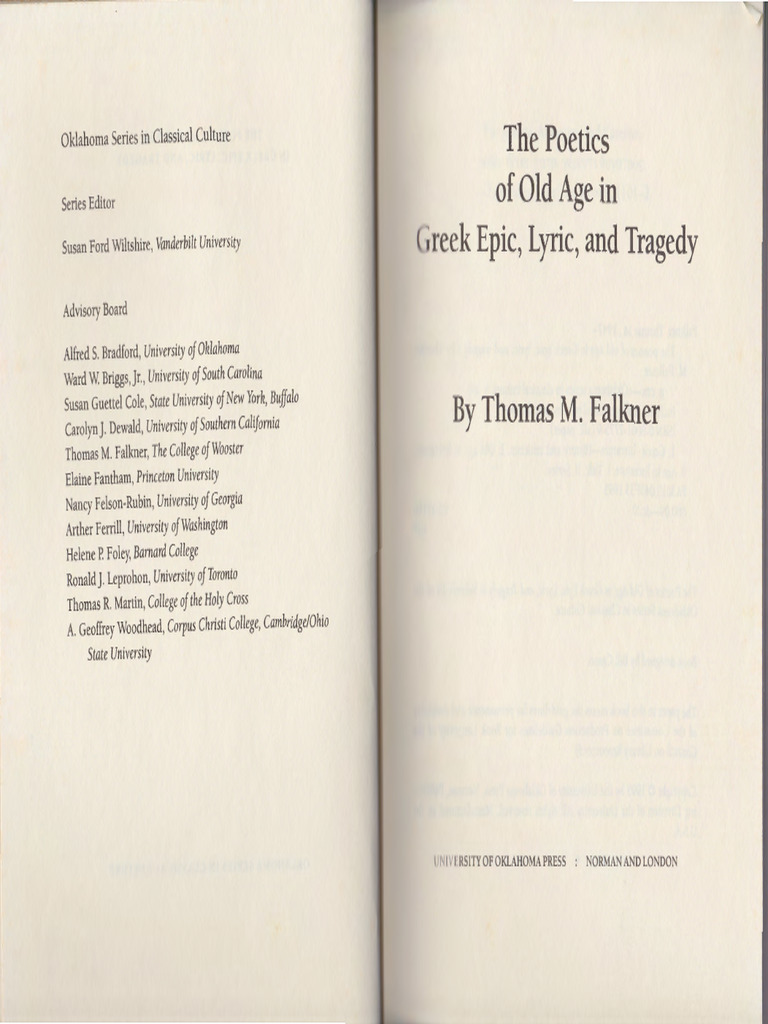 Oklahoma Series in Classical Culture
Series Editor
Susan Ford Wiltshire, Vanderbilt University
Advisory Board
Alfred S. Bradford, University of Oklahoma
Ward W. Briggs, Jr., University of South Carolina
Susan Guettel Cole, State University of New York, Buffalo
Carolyn J. Dewald, University of Southern California
Thomas M. Falkner, The College of Wooster
Elaine Fantham, Princeton University
Nancy Felson-Rubin, University of Georgia
Arther Ferrill, University of Washington
Helene P. Foley, Barnard College
Ronald J. Leprohon, University of Toronto
Thomas R. Martin, College of the Holy Cross
A. Geoffrey Woodhead, Corpus Christi College, Cambridge/Ohio
State University
The Poetics
of Old Age in
Greek Epic, Lyric, and Tragedy
By Thomas M. Falkner
UNIVERSITY OF OKLAHOMA PRESS : NORMAN AND LONDON